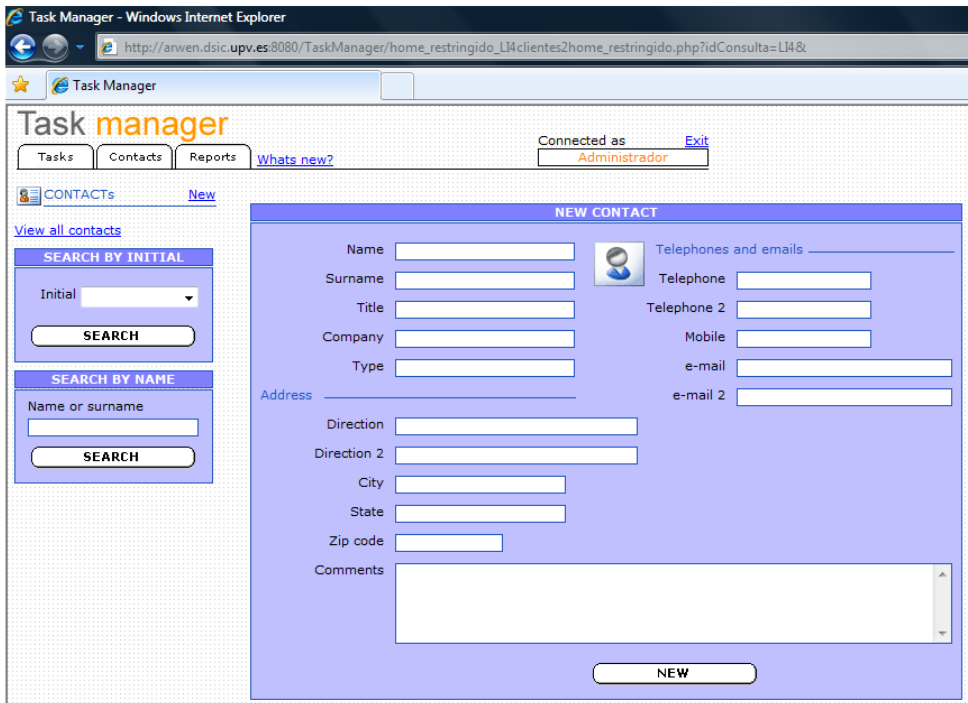 Task Manager - Windows Internet Explorer
http://arwen.dsic.upv.es:8080/TaskManager/home_restringido_LI4clientes2home_restringido.php?idConsulta=LI4&
Task Manager
Task manager
Connected as Exit
Tasks Contacts Reports Whats new? Administrador
CONTACTs New
View all contacts
SEARCH BY INITIAL
Initial
SEARCH
SEARCH BY NAME
Name or surname
SEARCH
NEW CONTACT
Name
Surname
Title
Company
Type
Telephones and emails
Telephone
Telephone 2
Mobile
e-mail
e-mail 2
Address
Direction
Direction 2
City
State
Zip code
Comments
NEW